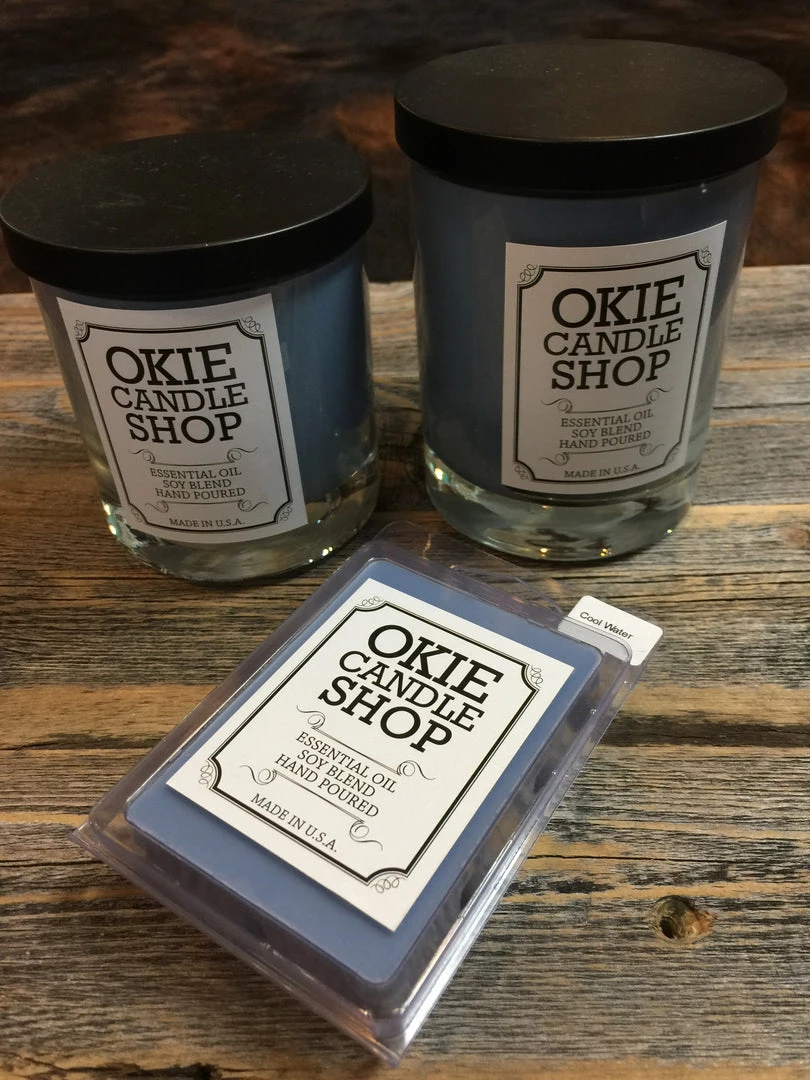 OKIE
CANDLE
SHOP
ESSENTIAL OIL
SOY BLEND
HAND POURED
MADE IN U.S.A.
OKIE
CANDLE
SHOP
ESSENTIAL OIL
SOY BLEND
HAND POURED
MADE IN U.S.A.
Cool Water
OKIE
CANDLE
SHOP
ESSENTIAL OIL
SOY BLEND
HAND POURED
MADE IN U.S.A.